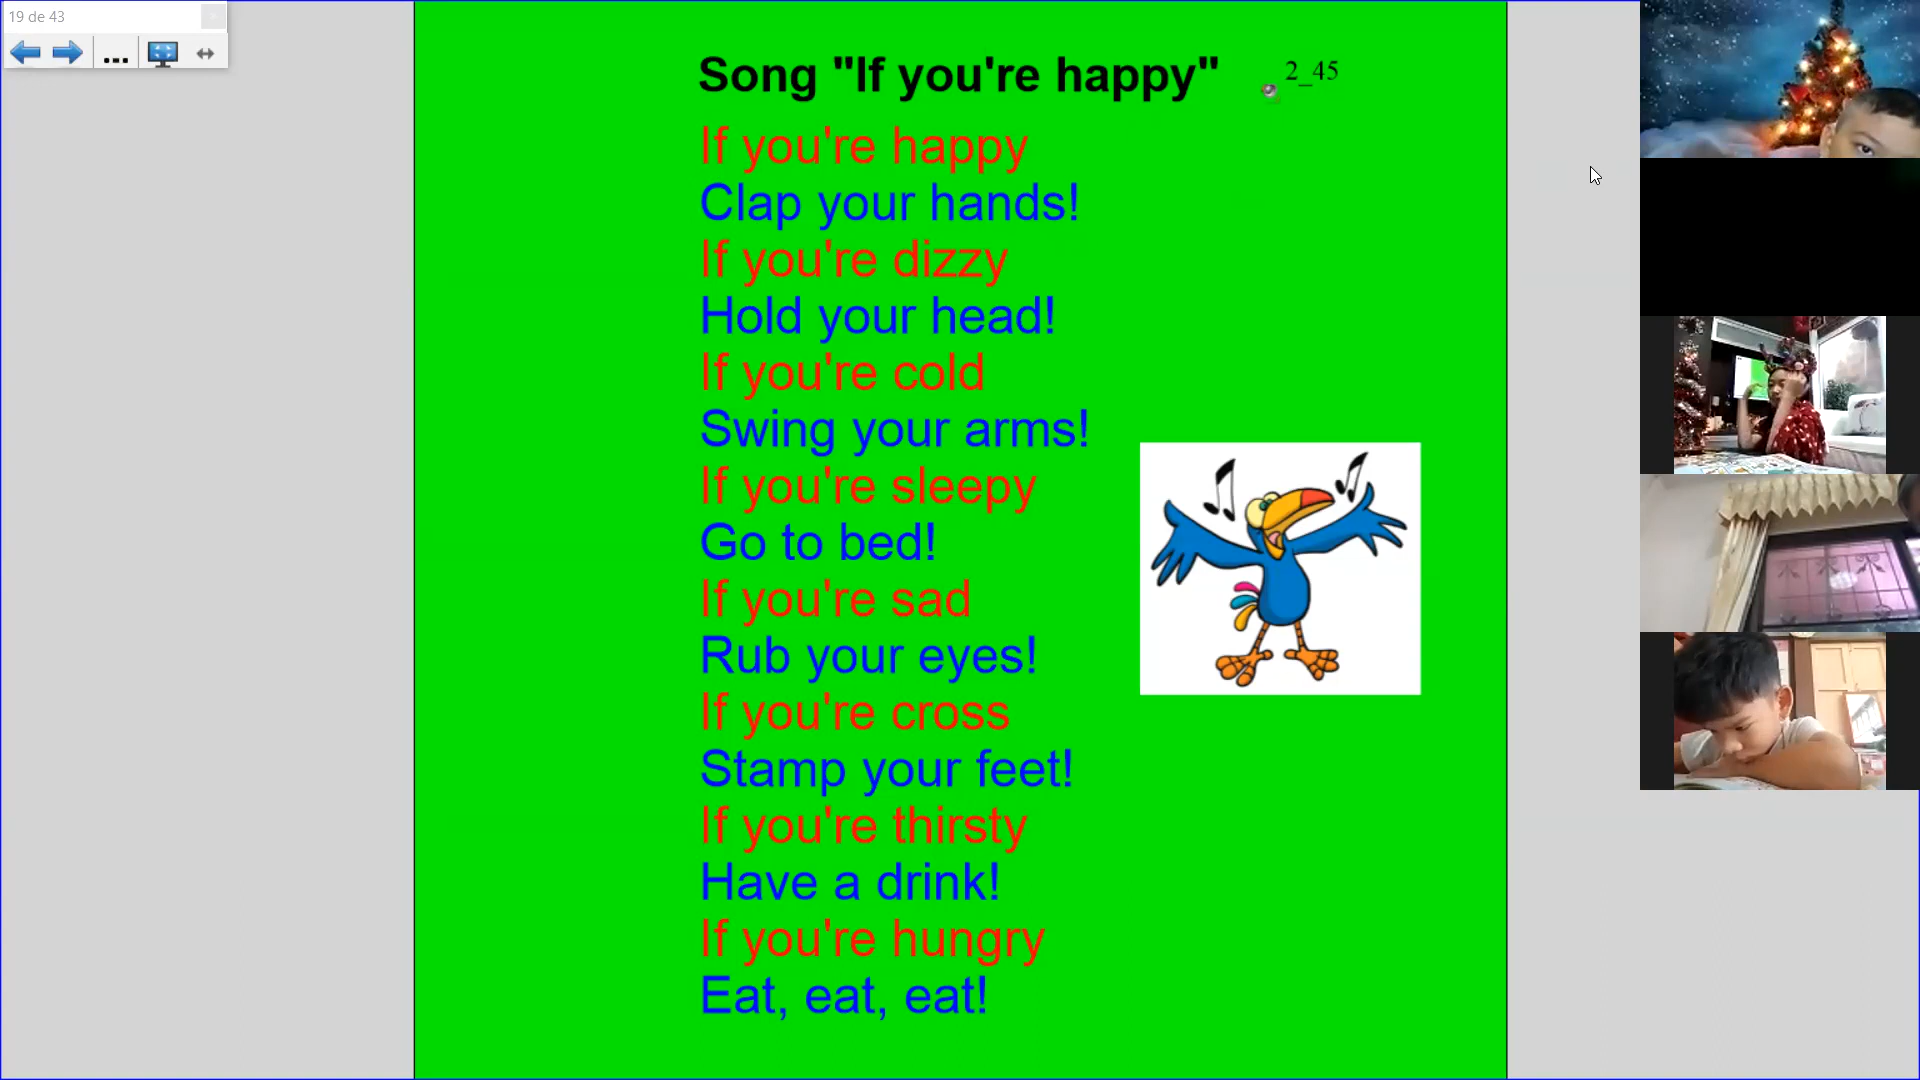 19 de 43
...
Song "If you're happy"
2_45
If you're happy
Clap your hands!
If you're dizzy
Hold your head!
If you're cold
Swing your arms!
If you're sleepy
Go to bed!
If you're sad
Rub your eyes!
If you're cross
Stamp your feet!
If you're thirsty
Have a drink!
If you're hungry
Eat, eat, eat!